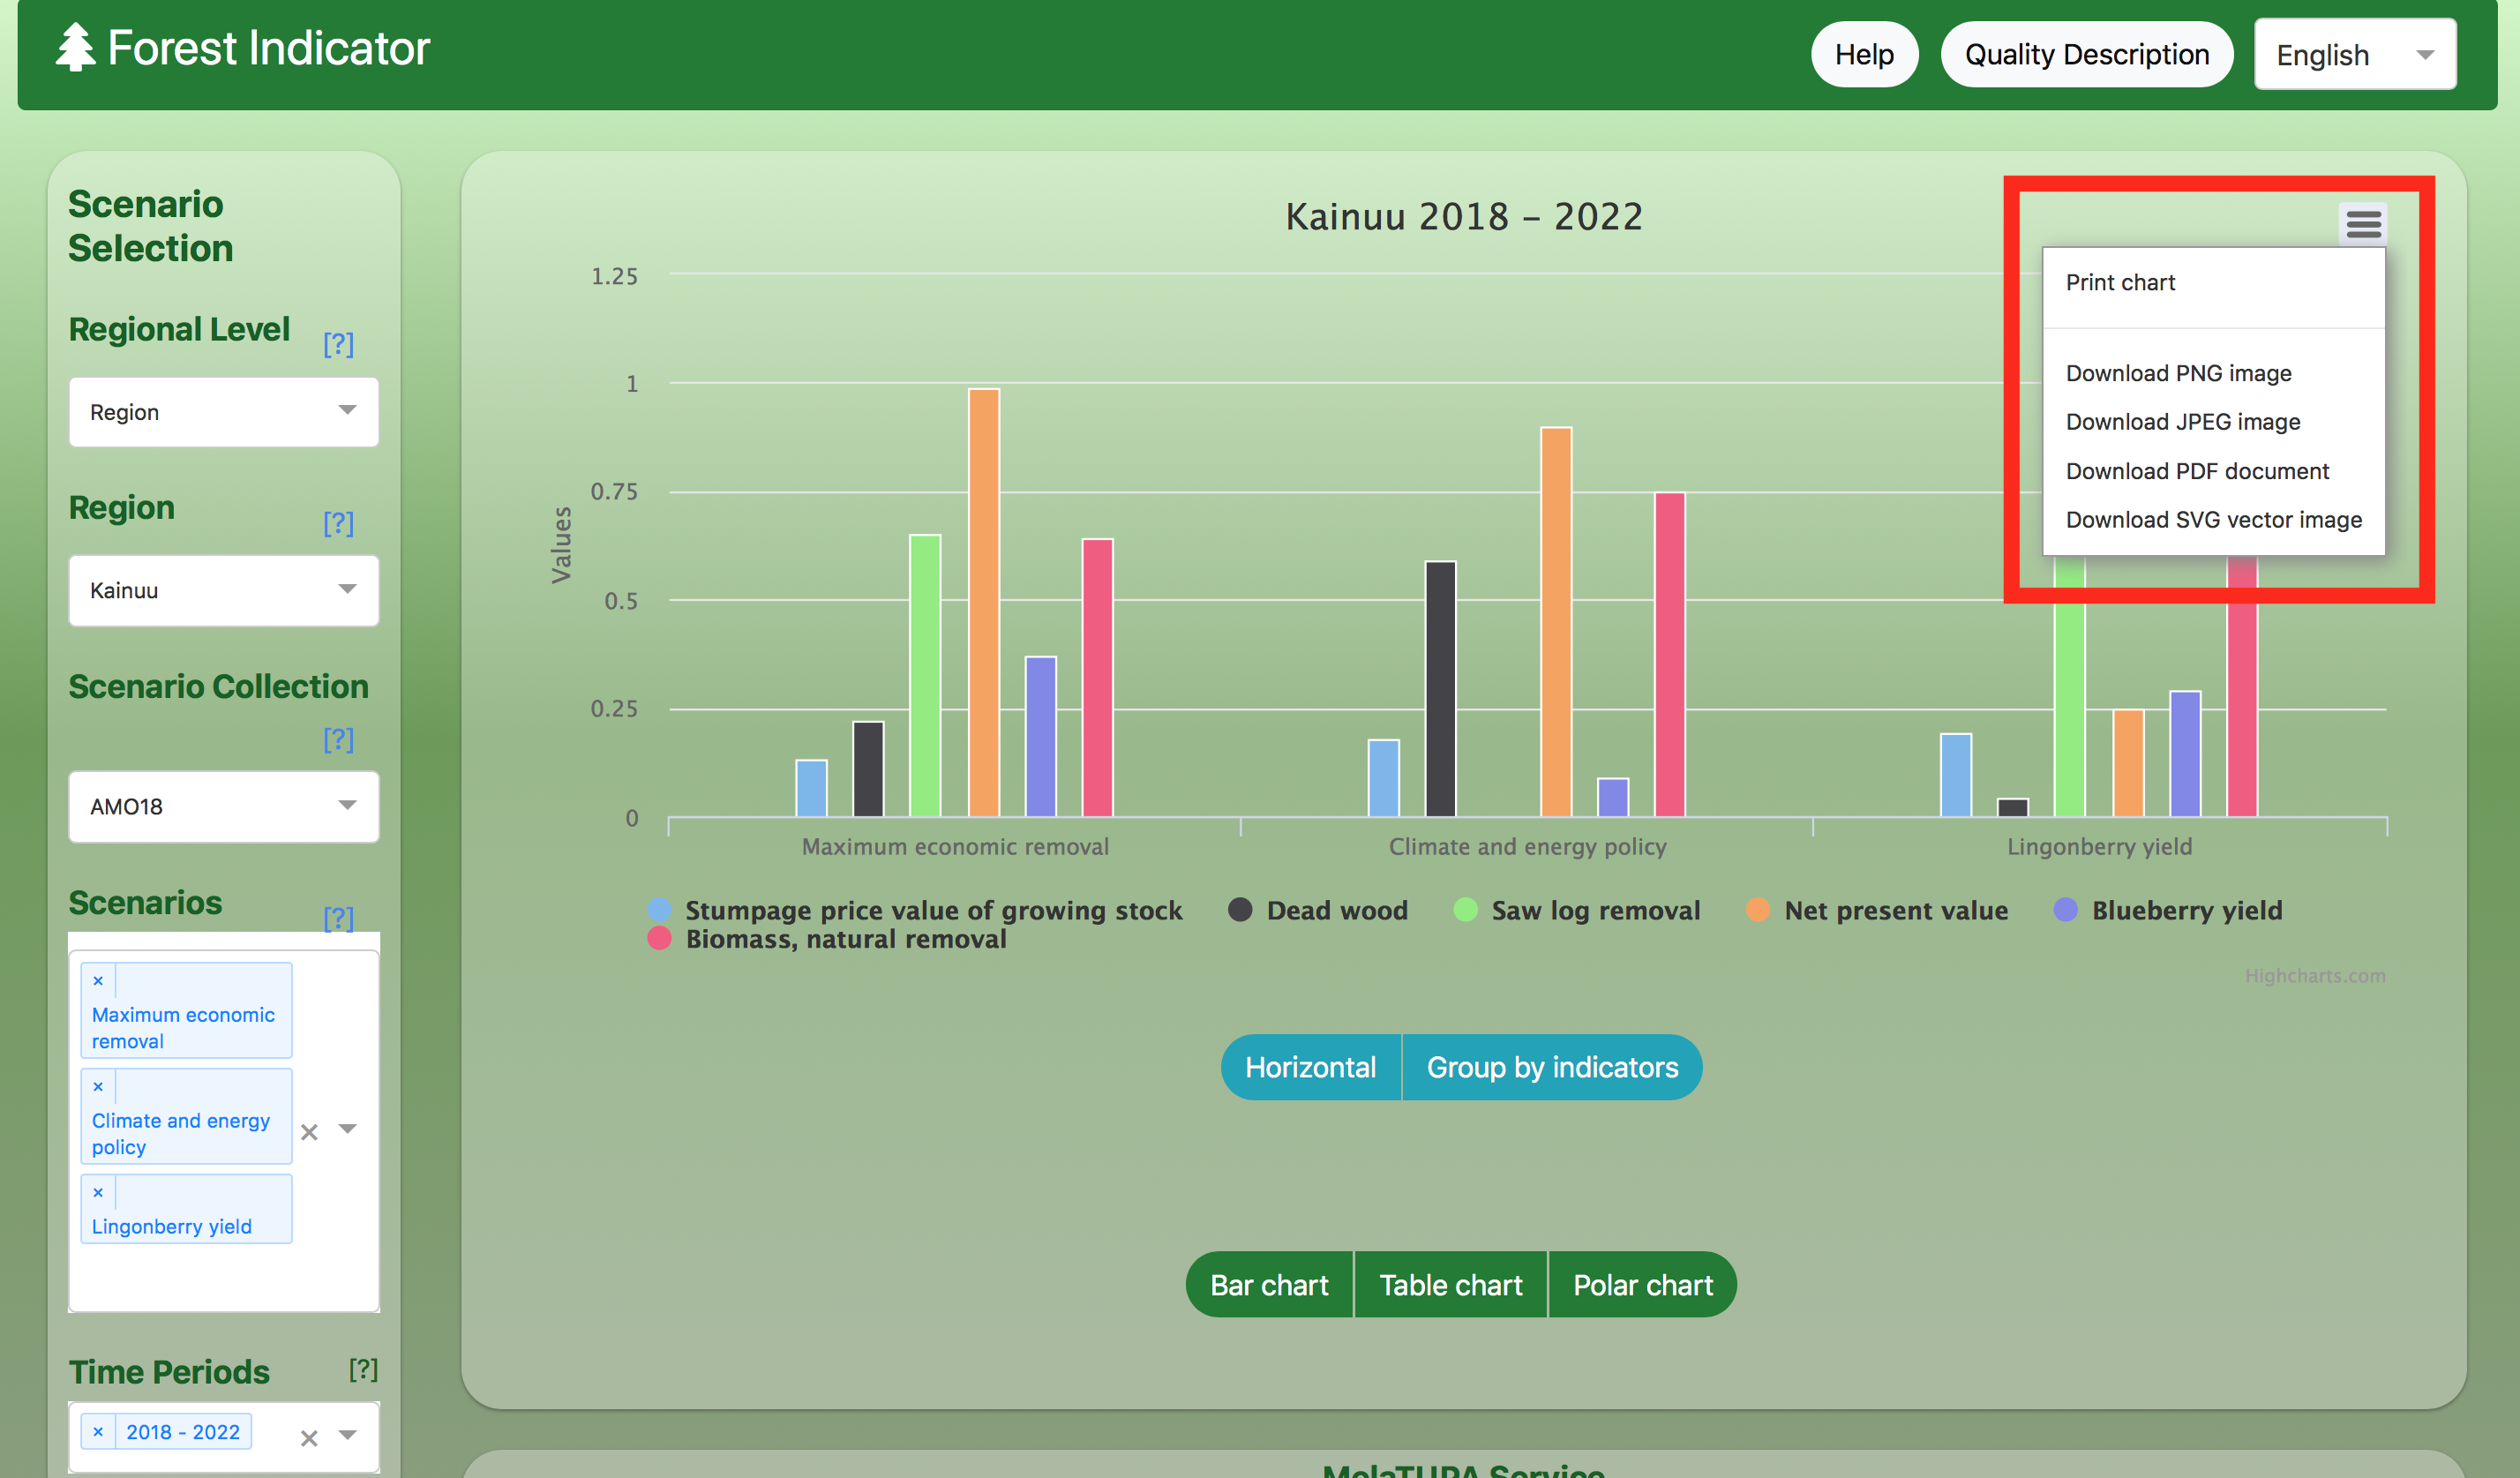 Forest Indicator
Help
Quality Description
English
Scenario
Selection
Regional Level
[?]
Region
Region
[?]
Kainuu
Scenario Collection
[?]
AMO18
Scenarios
[?]
×
Maximum economic
removal
×
Climate and energy
policy
×
Lingonberry yield
Time Periods
[?]
× 2018 - 2022
Kainuu 2018 – 2022
Print chart
Download PNG image
Download JPEG image
Download PDF document
Download SVG vector image
Values
1.25
1
0.75
0.5
0.25
0
Maximum economic removal
Climate and energy policy
Lingonberry yield
Stumpage price value of growing stock
Dead wood
Saw log removal
Net present value
Blueberry yield
Biomass, natural removal
Highcharts.com
Horizontal
Group by indicators
Bar chart
Table chart
Polar chart
MelaTUPA Service